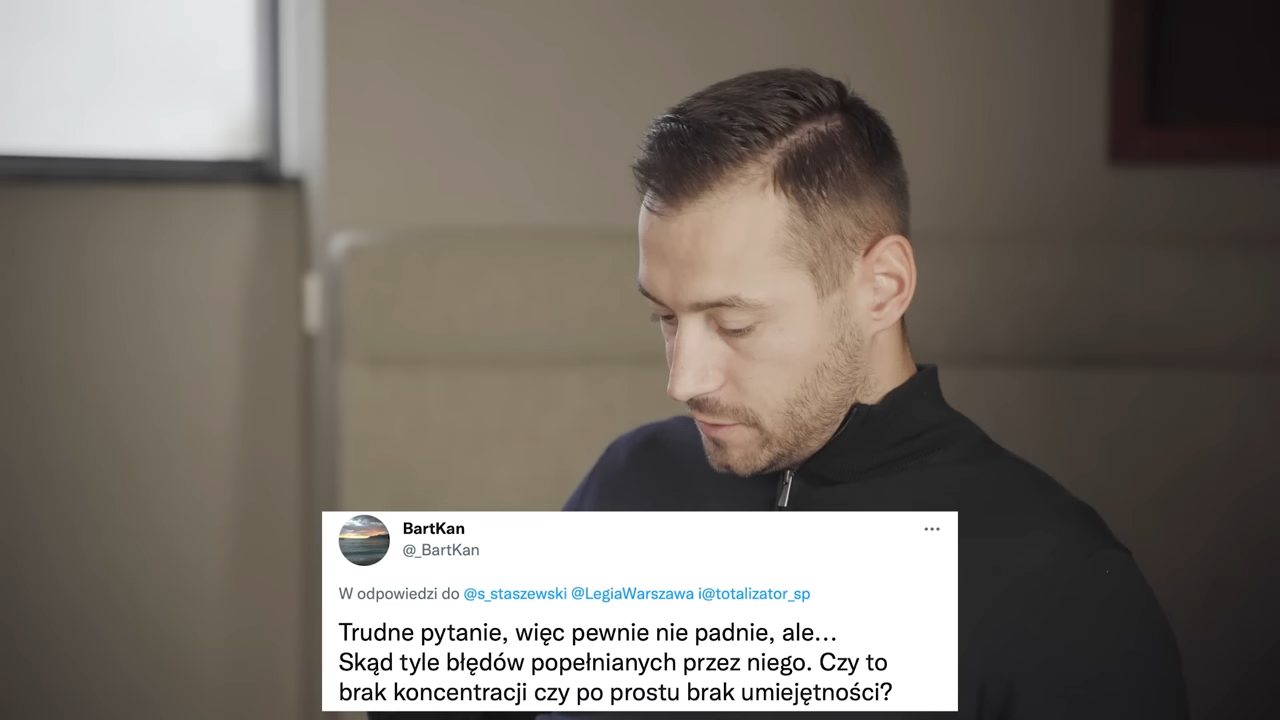 BartKan
@_BartKan
W odpowiedzi do @s_staszewski @LegiaWarszawa i@totalizator_sp
Trudne pytanie, więc pewnie nie padnie, ale...
Skąd tyle błędów popełnianych przez niego. Czy to
brak koncentracji czy po prostu brak umiejętności?